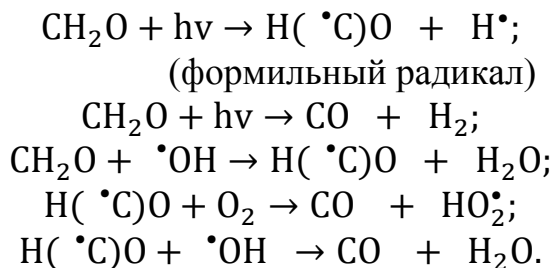 CH₂O + hv → H( •C)O + H•;
(формильный радикал)
CH₂O + hv → CO + H₂;
CH₂O + •OH → H( •C)O + H₂O;
H( •C)O + O₂ → CO + HO₂•;
H( •C)O + •OH → CO + H₂O.